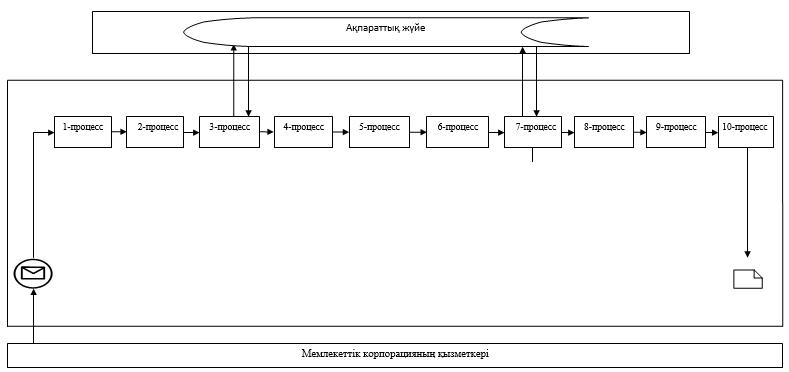 Ақпараттық жүйе
1-процесс
2-процесс
3-процесс
4-процесс
5-процесс
6-процесс
7-процесс
8-процесс
9-процесс
10-процесс
Мемлекеттік корпорацияның қызметкері